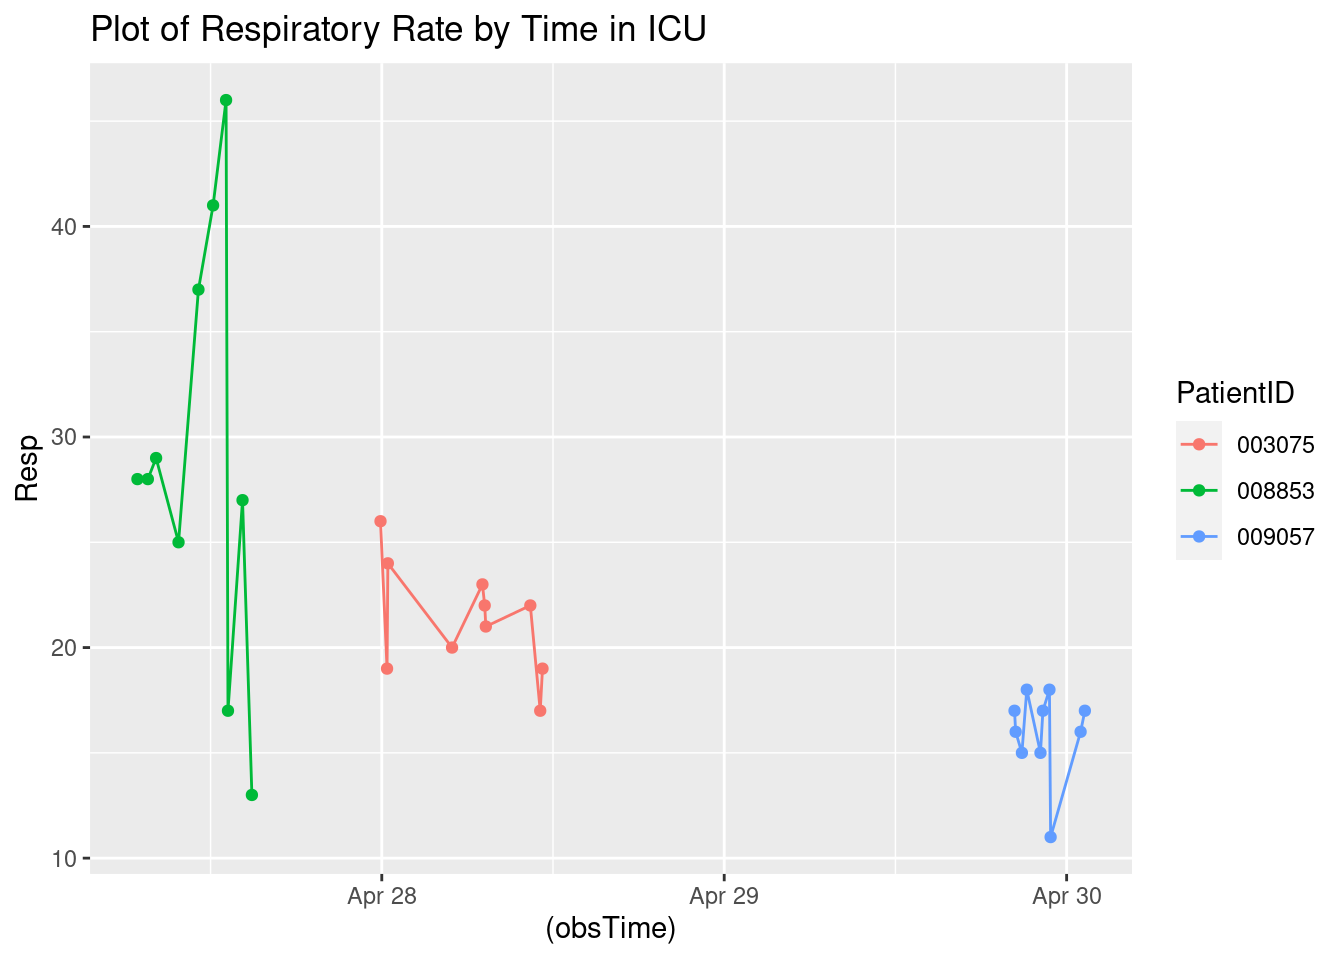 Plot of Respiratory Rate by Time in ICU
Resp
40
30
20
10
Apr 28
Apr 29
Apr 30
(obsTime)
PatientID
003075
008853
009057